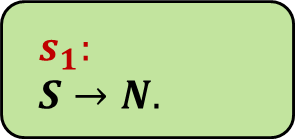 s₁:
S → N.